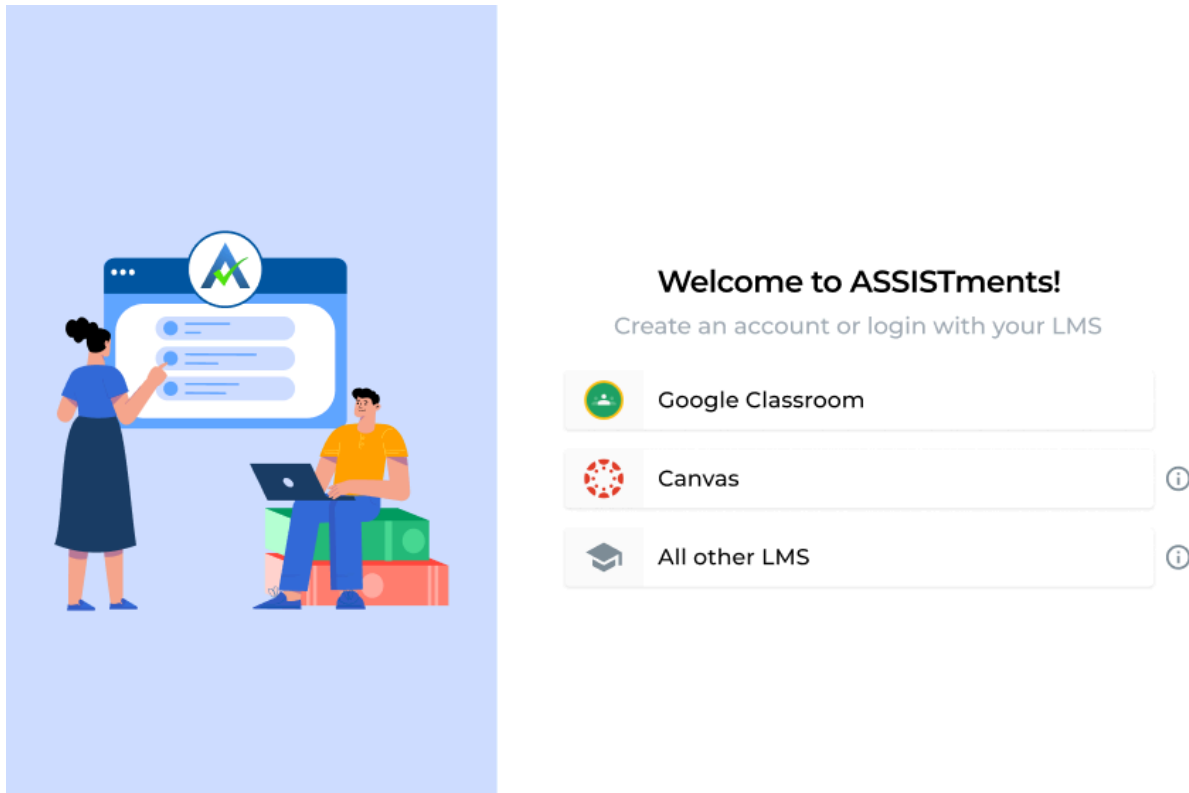 Welcome to ASSISTments!
Create an account or login with your LMS
Google Classroom
Canvas
All other LMS